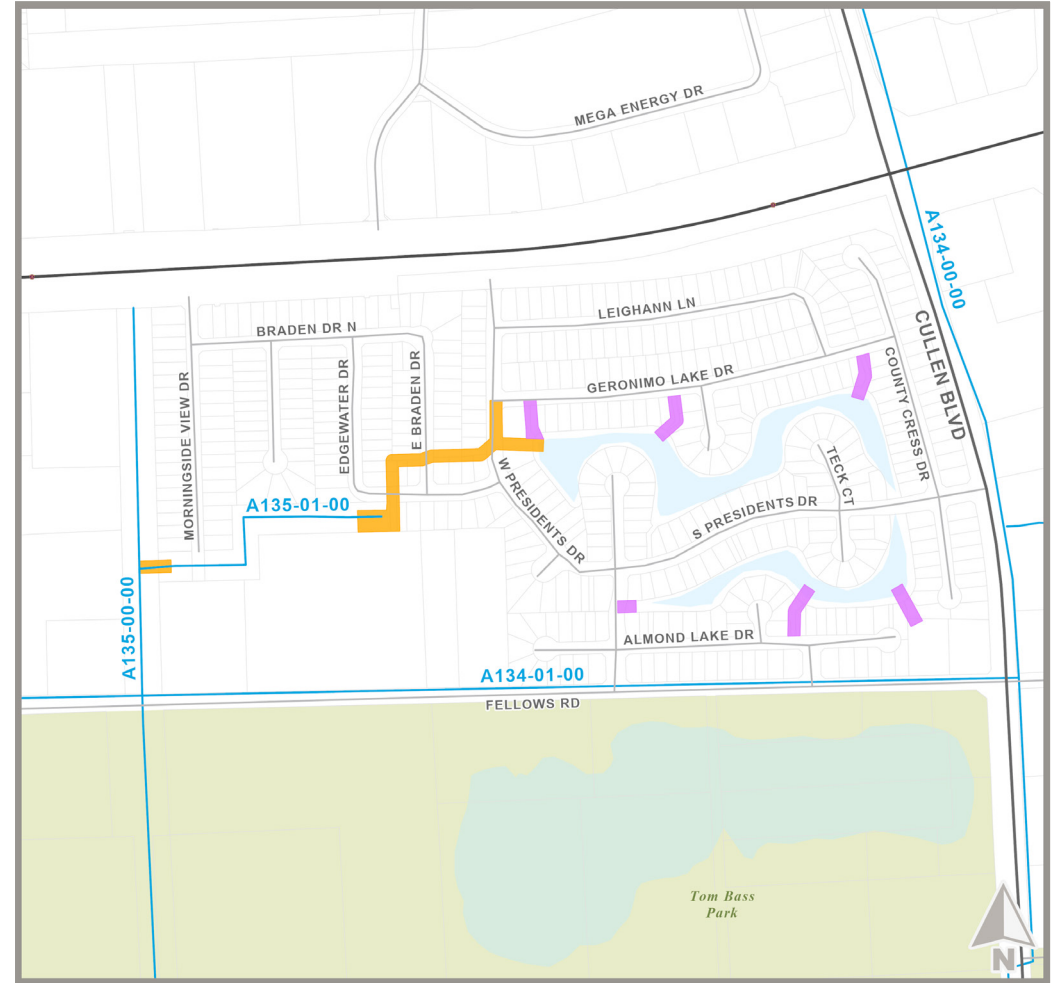 MEGA ENERGY DR
A134-00-00
LEIGHANN LN
BRADEN DR N
CULLEN BLVD
GERONIMO LAKE DR
COUNTY CRESS DR
E BRADEN DR
EDGEWATER DR
MORNINGSIDE VIEW DR
TECK CT
W PRESIDENTS DR
A135-01-00
S PRESIDENTS DR
A135-00-00
ALMOND LAKE DR
A134-01-00
FELLOWS RD
Tom Bass
Park
N